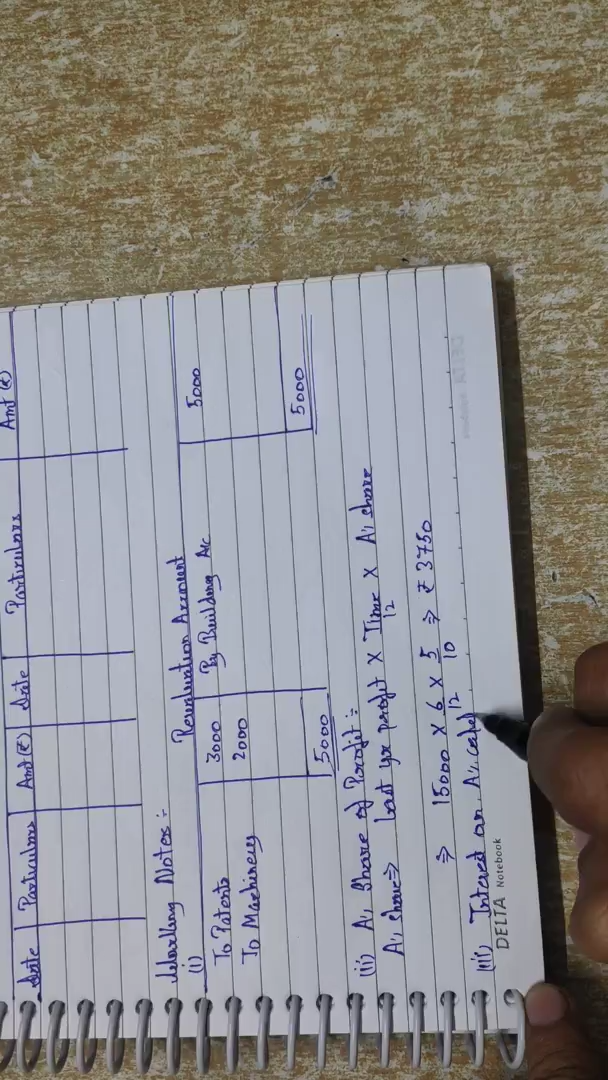 Date Particulars Amt (₹) Date Particulars Amt (₹)
Working Notes :-
(i) Revaluation Account
To Patents 3000 By Building A/c 5000
To Machinery 2000
5000 5000
(ii) A's Share of Profit :-
A's share ⇒ Last yr profit × Time/12 × A's share
⇒ 15000 × 6/12 × 5/10 ⇒ ₹ 3750
(iii) Interest on A's
DELTA Notebook